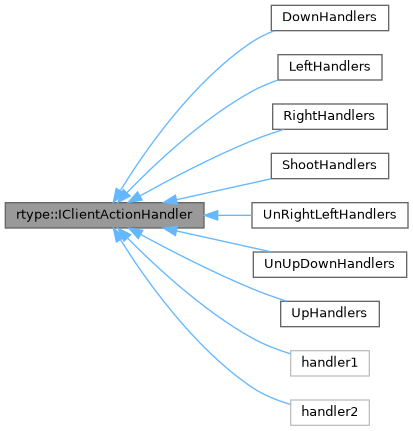 DownHandlers
LeftHandlers
RightHandlers
ShootHandlers
rtype::IClientActionHandler
UnRightLeftHandlers
UnUpDownHandlers
UpHandlers
handler1
handler2